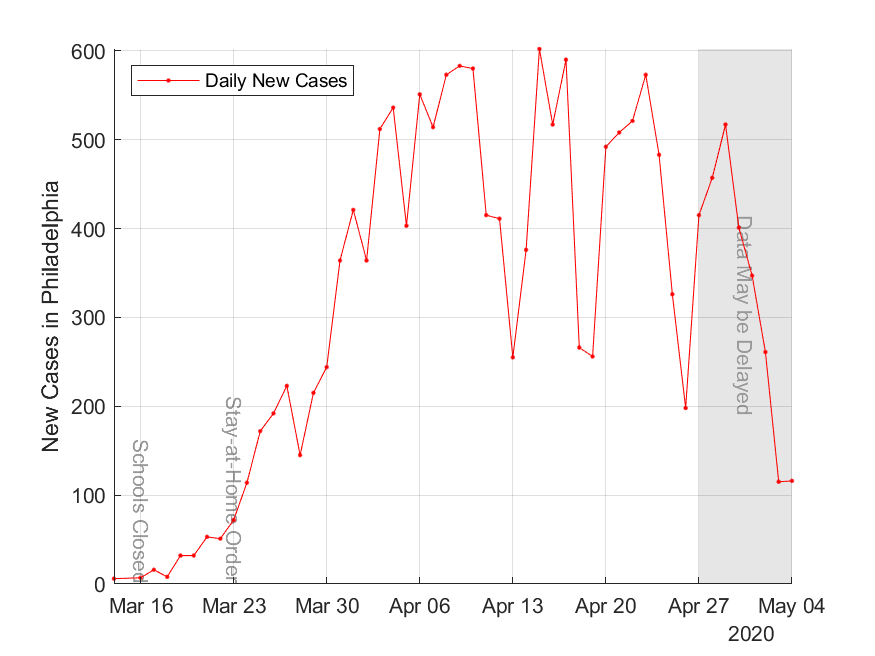 600
500
400
300
200
100
0
New Cases in Philadelphia
Daily New Cases
Schools Closed
Stay-at-Home Order
Data May be Delayed
Mar 16 Mar 23 Mar 30 Apr 06 Apr 13 Apr 20 Apr 27 May 04
2020